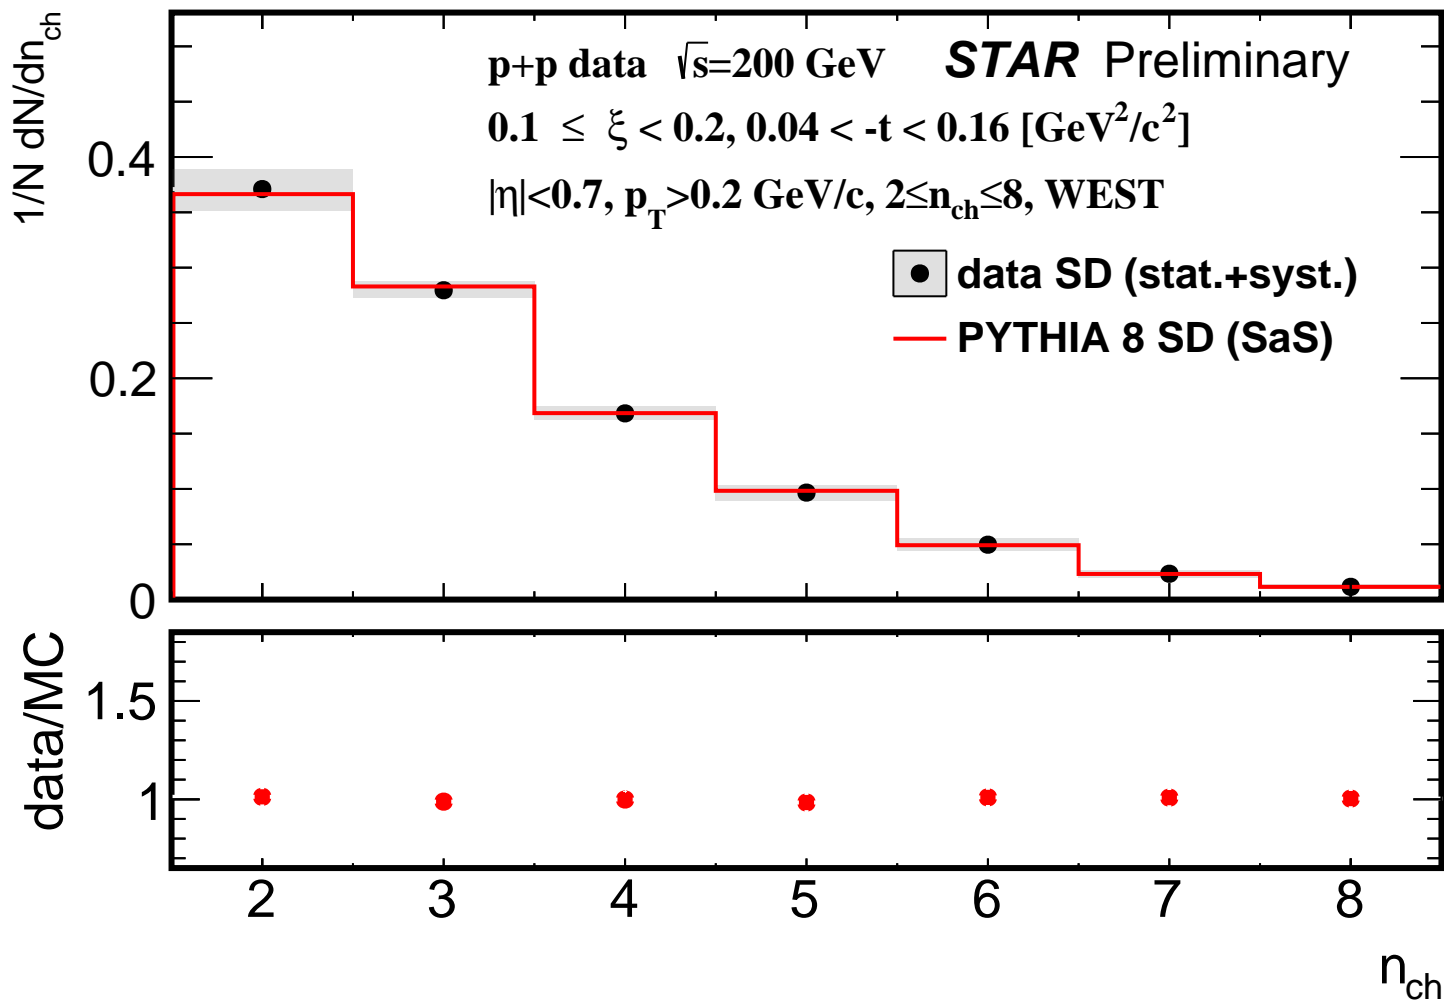 1/N dN/dn_ch
p+p data √s=200 GeV STAR Preliminary
0.1 ≤ ξ < 0.2, 0.04 < -t < 0.16 [GeV²/c²]
|η|<0.7, p_T>0.2 GeV/c, 2≤n_ch≤8, WEST
data SD (stat.+syst.)
PYTHIA 8 SD (SaS)
0.4
0.2
0
data/MC
1.5
1
2 3 4 5 6 7 8
n_ch